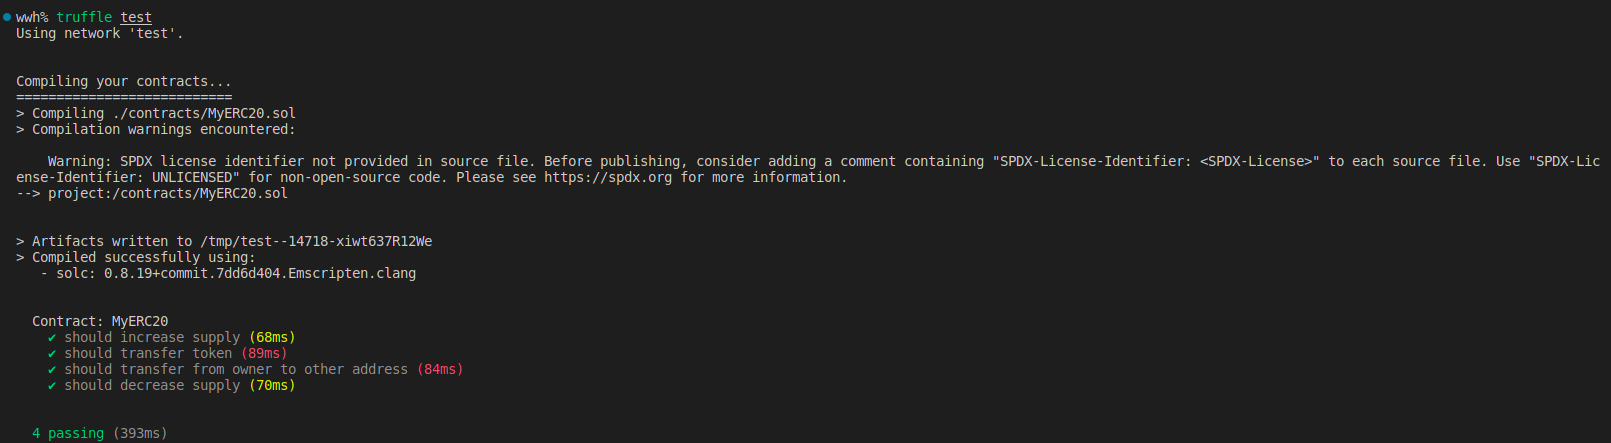 wwh% truffle test
Using network 'test'.
Compiling your contracts...
===========================
> Compiling ./contracts/MyERC20.sol
> Compilation warnings encountered:
Warning: SPDX license identifier not provided in source file. Before publishing, consider adding a comment containing "SPDX-License-Identifier: <SPDX-License>" to each source file. Use "SPDX-Lic
ense-Identifier: UNLICENSED" for non-open-source code. Please see https://spdx.org for more information.
--> project:/contracts/MyERC20.sol
> Artifacts written to /tmp/test--14718-xiwt637R12We
> Compiled successfully using:
- solc: 0.8.19+commit.7dd6d404.Emscripten.clang
Contract: MyERC20
✔ should increase supply (68ms)
✔ should transfer token (89ms)
✔ should transfer from owner to other address (84ms)
✔ should decrease supply (70ms)
4 passing (393ms)